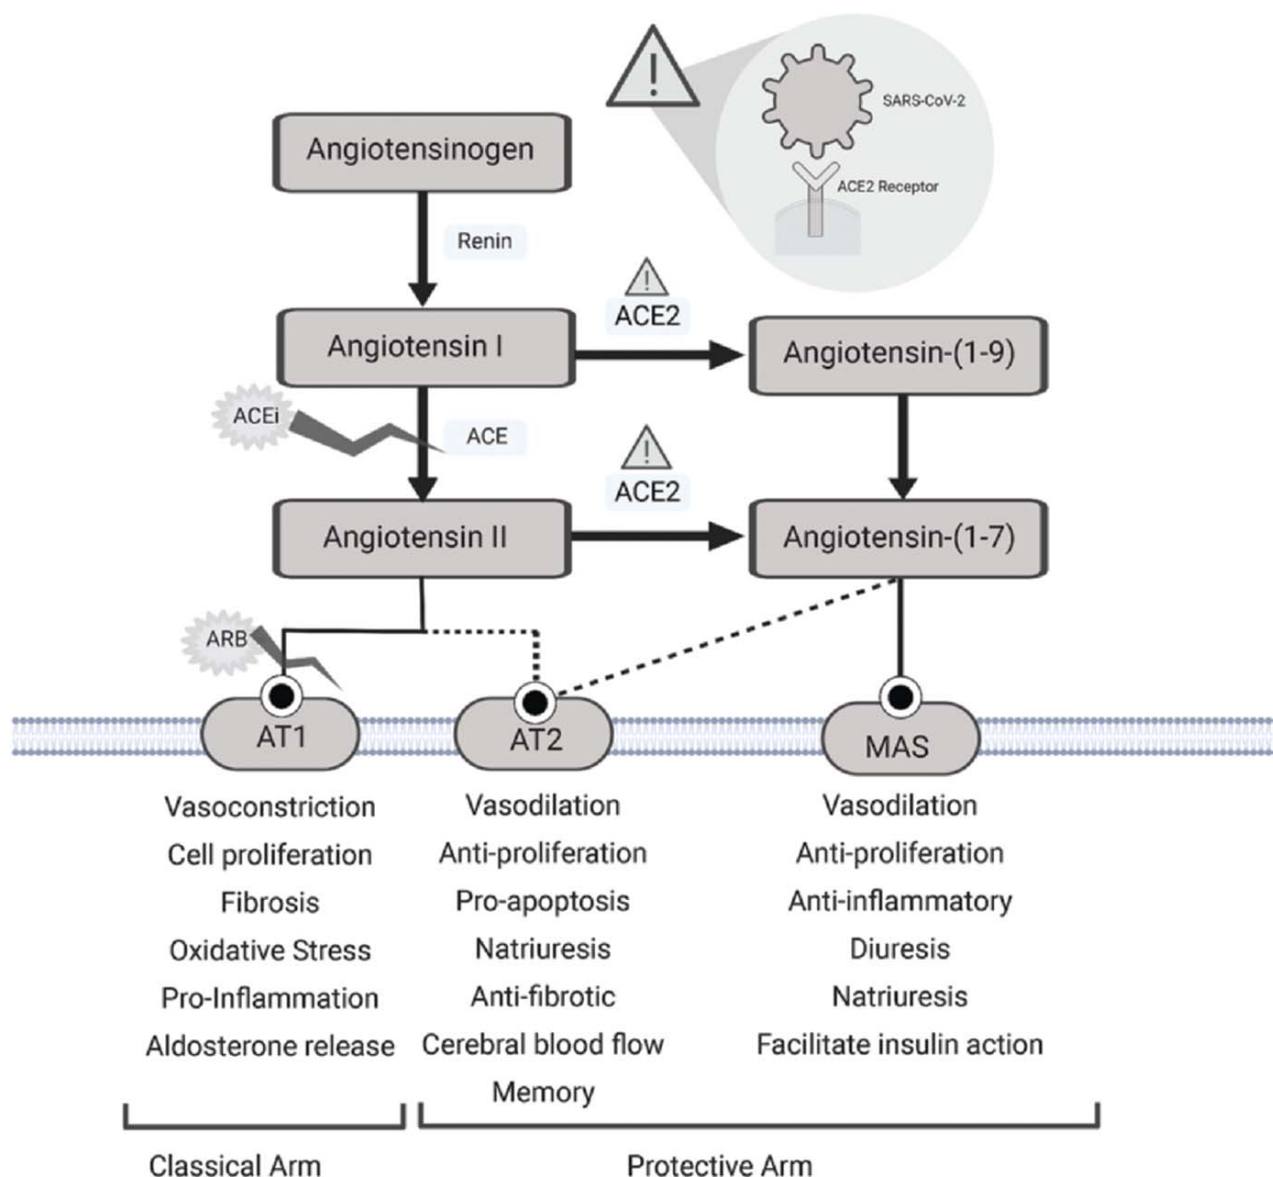 !
SARS-CoV-2
ACE2 Receptor
Angiotensinogen
Renin
!
ACE2
Angiotensin I
Angiotensin-(1-9)
ACEi
ACE
!
ACE2
Angiotensin II
Angiotensin-(1-7)
ARB
AT1
AT2
MAS
Vasoconstriction
Cell proliferation
Fibrosis
Oxidative Stress
Pro-Inflammation
Aldosterone release
Vasodilation
Anti-proliferation
Pro-apoptosis
Natriuresis
Anti-fibrotic
Cerebral blood flow
Memory
Vasodilation
Anti-proliferation
Anti-inflammatory
Diuresis
Natriuresis
Facilitate insulin action
Classical Arm
Protective Arm